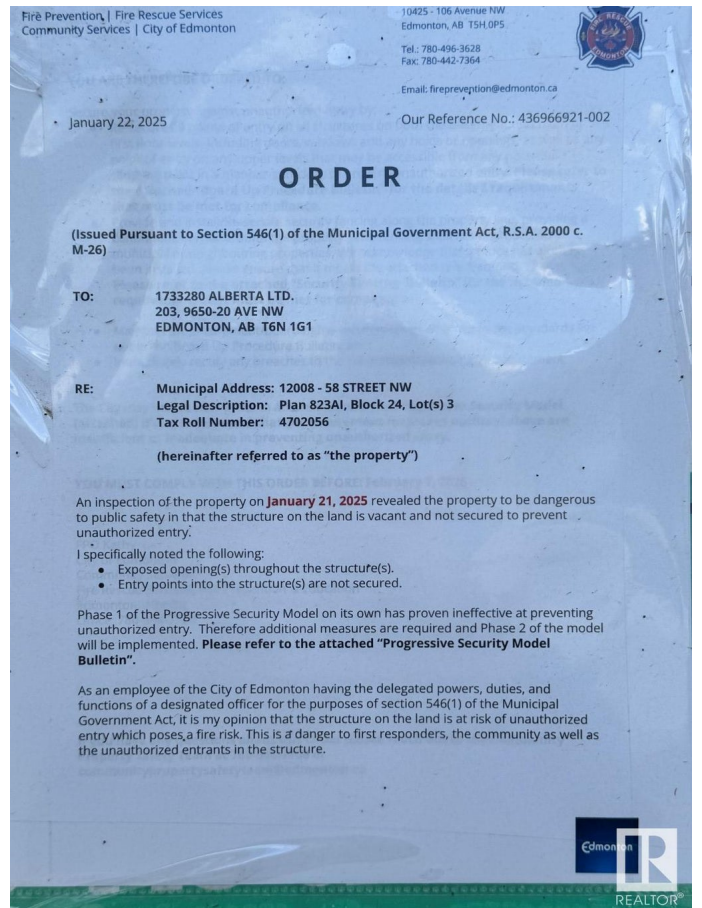 Fire Prevention | Fire Rescue Services
Community Services | City of Edmonton
10425 - 106 Avenue NW
Edmonton, AB T5H 0P5
Tel.: 780-496-3628
Fax: 780-442-7364
Email: fireprevention@edmonton.ca
January 22, 2025
Our Reference No.: 436966921-002
ORDER
(Issued Pursuant to Section 546(1) of the Municipal Government Act, R.S.A. 2000 c.
M-26)
TO: 1733280 ALBERTA LTD.
203, 9650-20 AVE NW
EDMONTON, AB T6N 1G1
RE: Municipal Address: 12008 - 58 STREET NW
Legal Description: Plan 823AI, Block 24, Lot(s) 3
Tax Roll Number: 4702056
(hereinafter referred to as “the property”)
An inspection of the property on January 21, 2025 revealed the property to be dangerous
to public safety in that the structure on the land is vacant and not secured to prevent
unauthorized entry.
I specifically noted the following:
• Exposed opening(s) throughout the structure(s).
• Entry points into the structure(s) are not secured.
Phase 1 of the Progressive Security Model on its own has proven ineffective at preventing
unauthorized entry. Therefore additional measures are required and Phase 2 of the model
will be implemented. Please refer to the attached “Progressive Security Model
Bulletin”.
As an employee of the City of Edmonton having the delegated powers, duties, and
functions of a designated officer for the purposes of section 546(1) of the Municipal
Government Act, it is my opinion that the structure on the land is at risk of unauthorized
entry which poses a fire risk. This is a danger to first responders, the community as well as
the unauthorized entrants in the structure.
Edmonton
R
REALTOR®